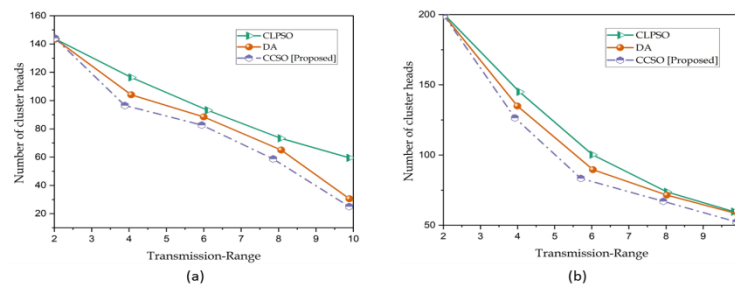 (a)
160
140
120
100
80
60
40
20
Number of cluster heads
CLPSO
DA
CCSO [Proposed]
2 3 4 5 6 7 8 9 10
Transmission-Range
(b)
200
150
100
50
Number of cluster heads
CLPSO
DA
CCSO [Proposed]
2 3 4 5 6 7 8 9
Transmission-Range
(a)
(b)